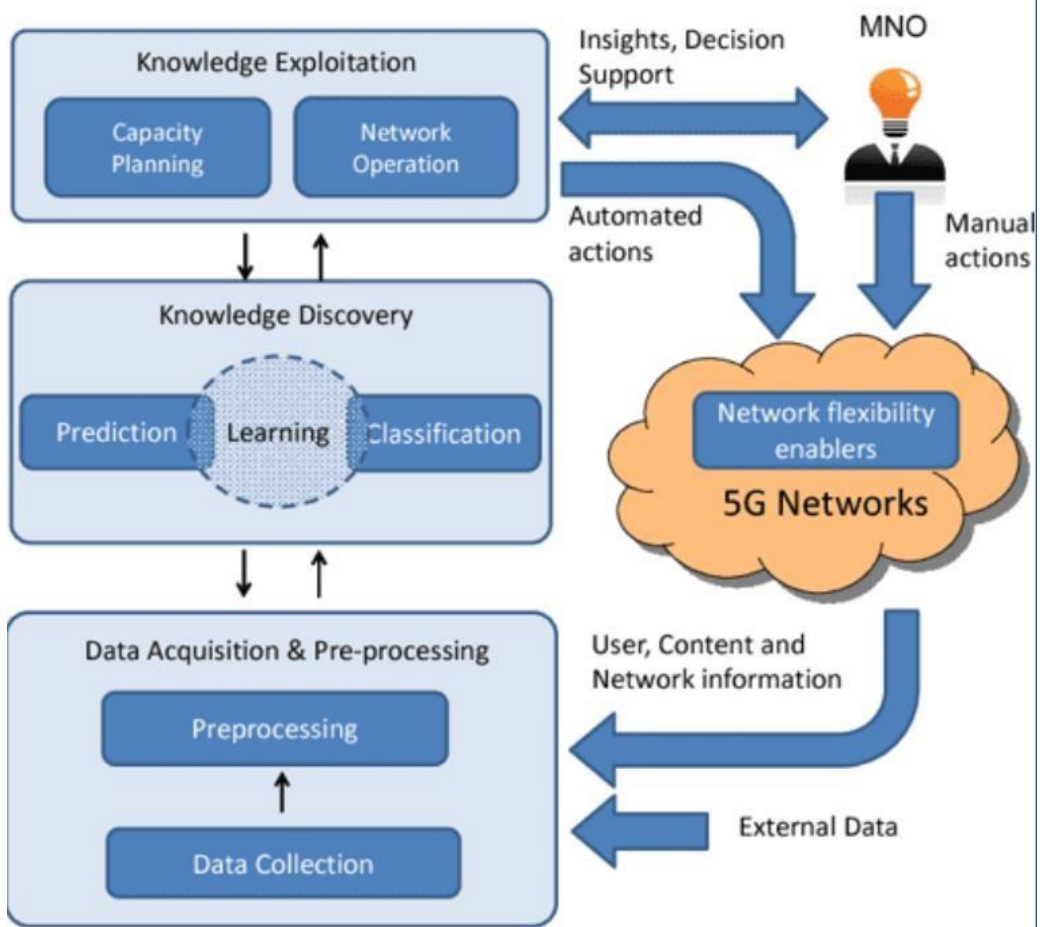 Knowledge Exploitation
Capacity
Planning
Network
Operation
Insights, Decision
Support
MNO
Automated
actions
Manual
actions
Knowledge Discovery
Prediction
Learning
Classification
Network flexibility
enablers
5G Networks
Data Acquisition & Pre-processing
Preprocessing
Data Collection
User, Content and
Network information
External Data